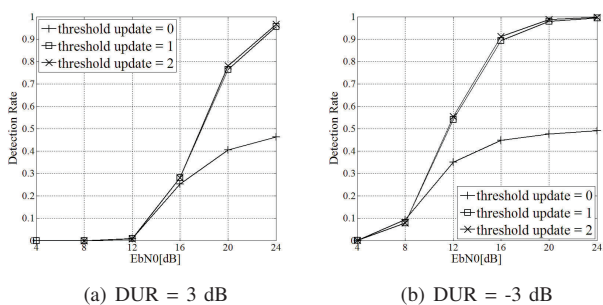 Detection Rate
1
0.9
0.8
0.7
0.6
0.5
0.4
0.3
0.2
0.1
0
threshold update = 0
threshold update = 1
threshold update = 2
4 8 12 16 20 24
EbN0[dB]
(a) DUR = 3 dB
Detection Rate
1
0.9
0.8
0.7
0.6
0.5
0.4
0.3
0.2
0.1
0
threshold update = 0
threshold update = 1
threshold update = 2
4 8 12 16 20 24
EbN0[dB]
(b) DUR = -3 dB